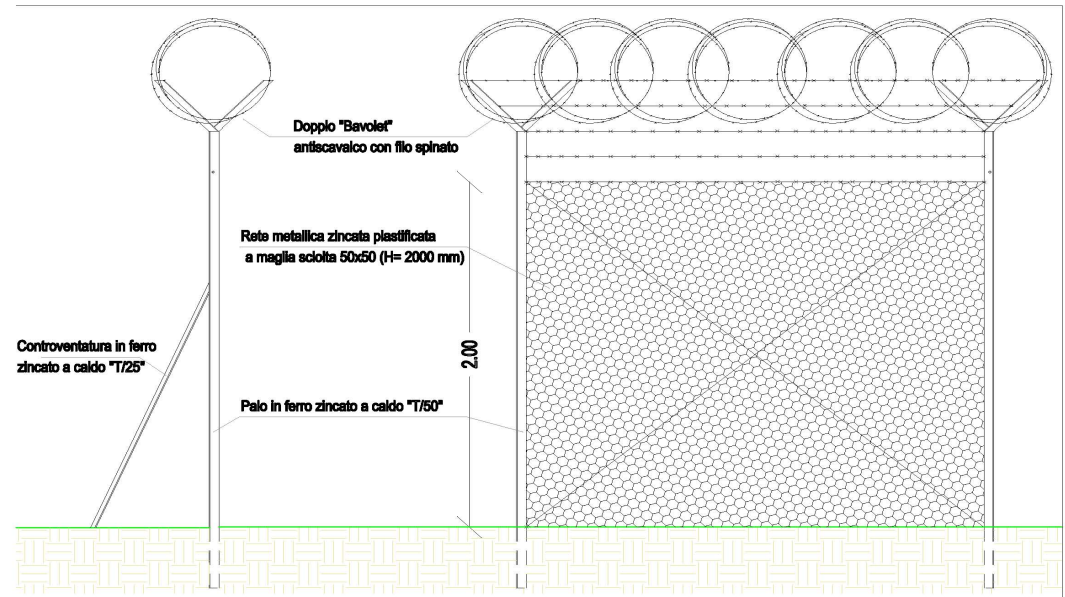 Doppio "Bavolet"
antiscavalco con filo spinato
Rete metallica zincata plastificata
a maglia sciolta 50x50 (H= 2000 mm)
Controventatura in ferro
zincato a caldo "T/25"
2.00
Palo in ferro zincato a caldo "T/50"